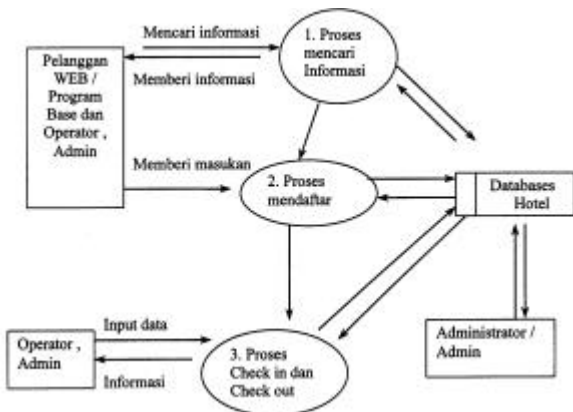 Mencari informasi
Memberi informasi
Pelanggan
WEB /
Program
Base dan
Operator ,
Admin
1. Proses
mencari
Informasi
Memberi masukan
2. Proses
mendaftar
Databases
Hotel
Input data
Operator ,
Admin
Informasi
3. Proses
Check in dan
Check out
Administrator /
Admin